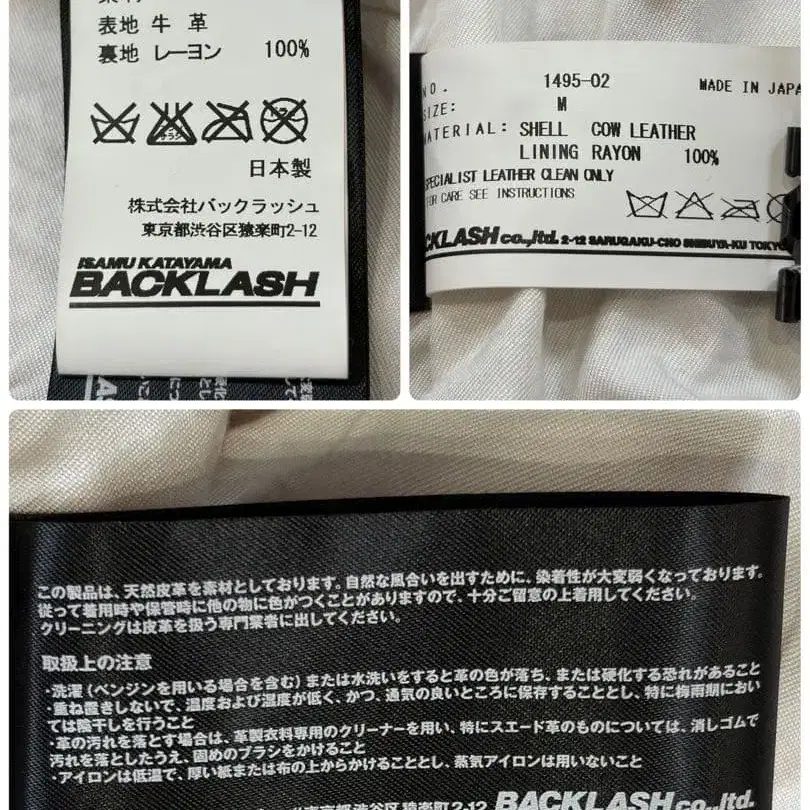 表地 牛 革
裏地 レーヨン 100%
日本製
株式会社バックラッシュ
東京都渋谷区猿楽町2-12
ISAMU KATAYAMA
BACKLASH
NO. 1495-02 MADE IN JAPA
SIZE: M
MATERIAL: SHELL COW LEATHER
LINING RAYON 100%
SPECIALIST LEATHER CLEAN ONLY
FOR CARE SEE INSTRUCTIONS
CKLASH co.,ltd. 2-12 SARUGAKU-CHO SHIBUYA-KU TOKYO
この製品は、天然皮革を素材としております。自然な風合いを出すために、染着性が大変弱くなっております。
従って着用時や保管時に他の物に色がつくことがありますので、十分ご留意の上着用してください。
クリーニングは皮革を扱う専門業者に出してください。
取扱上の注意
・洗濯（ベンジンを用いる場合を含む）または水洗いをすると革の色が落ち、または硬化する恐れがあること
・重ね置きしないで、温度および湿度が低く、かつ、通気の良いところに保存することとし、特に梅雨期におい
ては陰干しを行うこと
・革の汚れを落とす場合は、革製衣料専用のクリーナーを用い、特にスエード革のものについては、消しゴムで
汚れを落としたうえ、固めのブラシをかけること
・アイロンは低温で、厚い紙または布の上からかけることとし、蒸気アイロンは用いないこと
東京都渋谷区猿楽町2-12 BACKLASH co.,ltd.